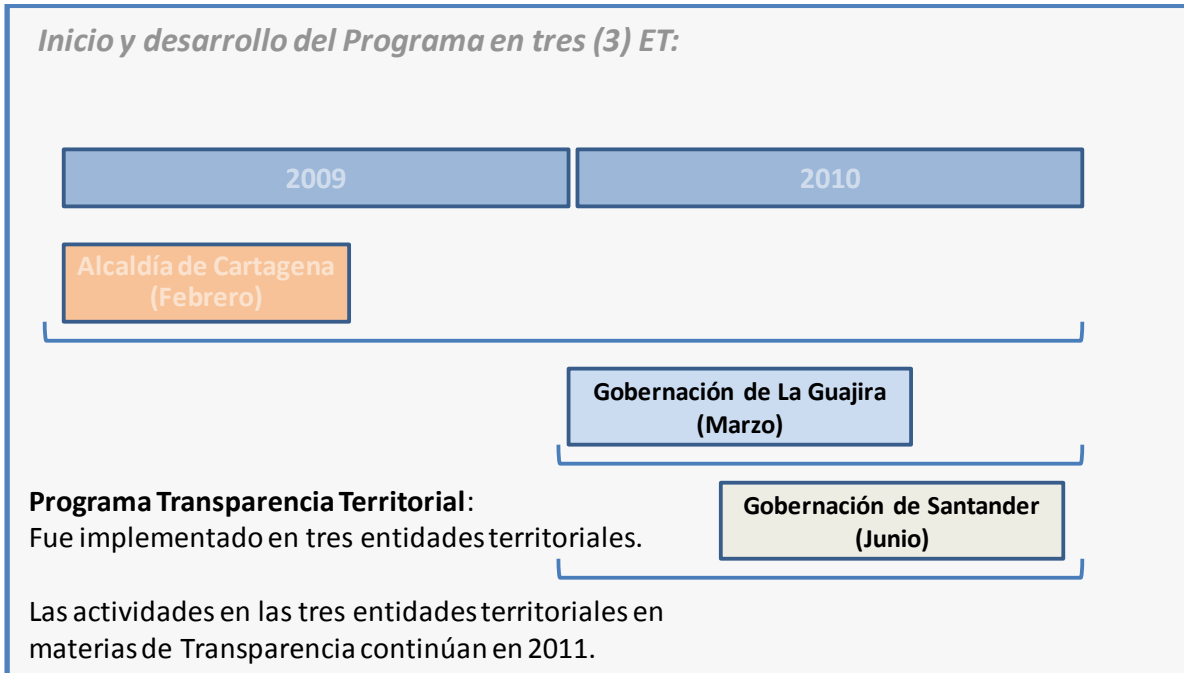 Inicio y desarrollo del Programa en tres (3) ET:
2009
2010
Alcaldía de Cartagena
(Febrero)
Gobernación de La Guajira
(Marzo)
Gobernación de Santander
(Junio)
Programa Transparencia Territorial:
Fue implementado en tres entidades territoriales.
Las actividades en las tres entidades territoriales en
materias de Transparencia continúan en 2011.